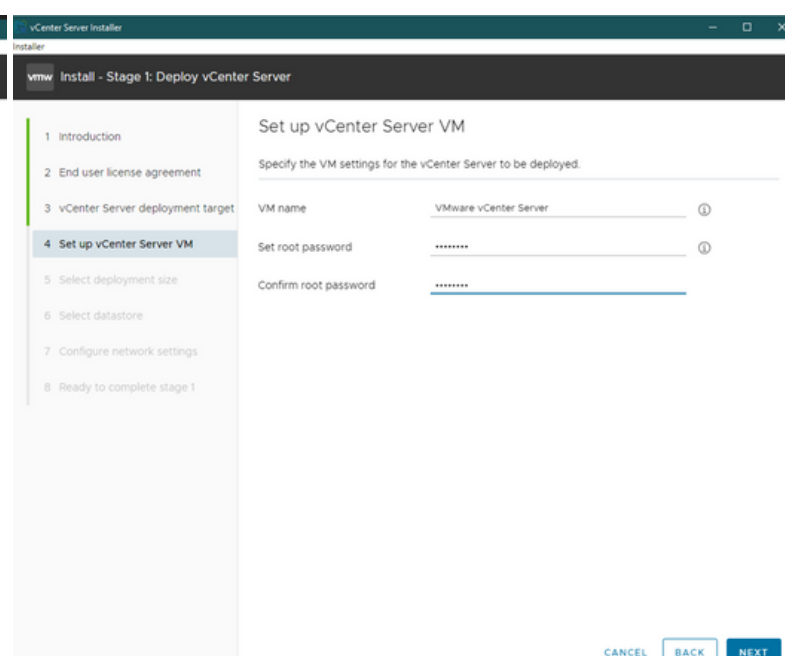 vCenter Server Installer
Installer
vmw Install - Stage 1: Deploy vCenter Server
1 Introduction
2 End user license agreement
3 vCenter Server deployment target
4 Set up vCenter Server VM
5 Select deployment size
6 Select datastore
7 Configure network settings
8 Ready to complete stage 1
Set up vCenter Server VM
Specify the VM settings for the vCenter Server to be deployed.
VM name VMware vCenter Server
Set root password ••••••••
Confirm root password ••••••••
CANCEL BACK NEXT